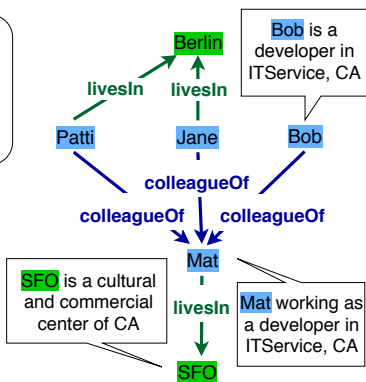 Berlin
Bob is a
developer in
ITService, CA
livesIn livesIn
Patti Jane Bob
colleagueOf
colleagueOf colleagueOf
Mat
SFO is a cultural
and commercial
center of CA
livesIn
Mat working as
a developer in
ITService, CA
SFO